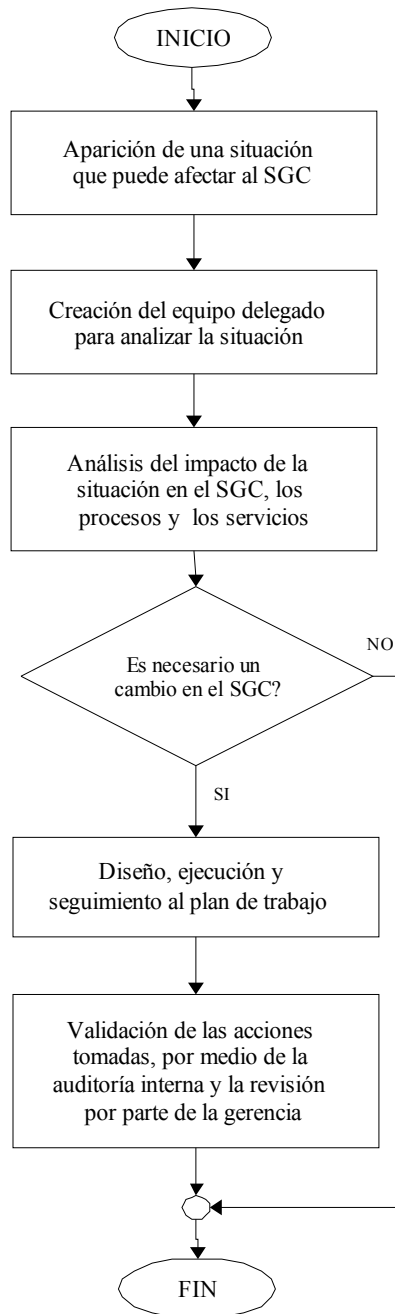 INICIO
Aparición de una situación
que puede afectar al SGC
Creación del equipo delegado
para analizar la situación
Análisis del impacto de la
situación en el SGC, los
procesos y los servicios
Es necesario un
cambio en el SGC?
NO
SI
Diseño, ejecución y
seguimiento al plan de trabajo
Validación de las acciones
tomadas, por medio de la
auditoría interna y la revisión
por parte de la gerencia
FIN